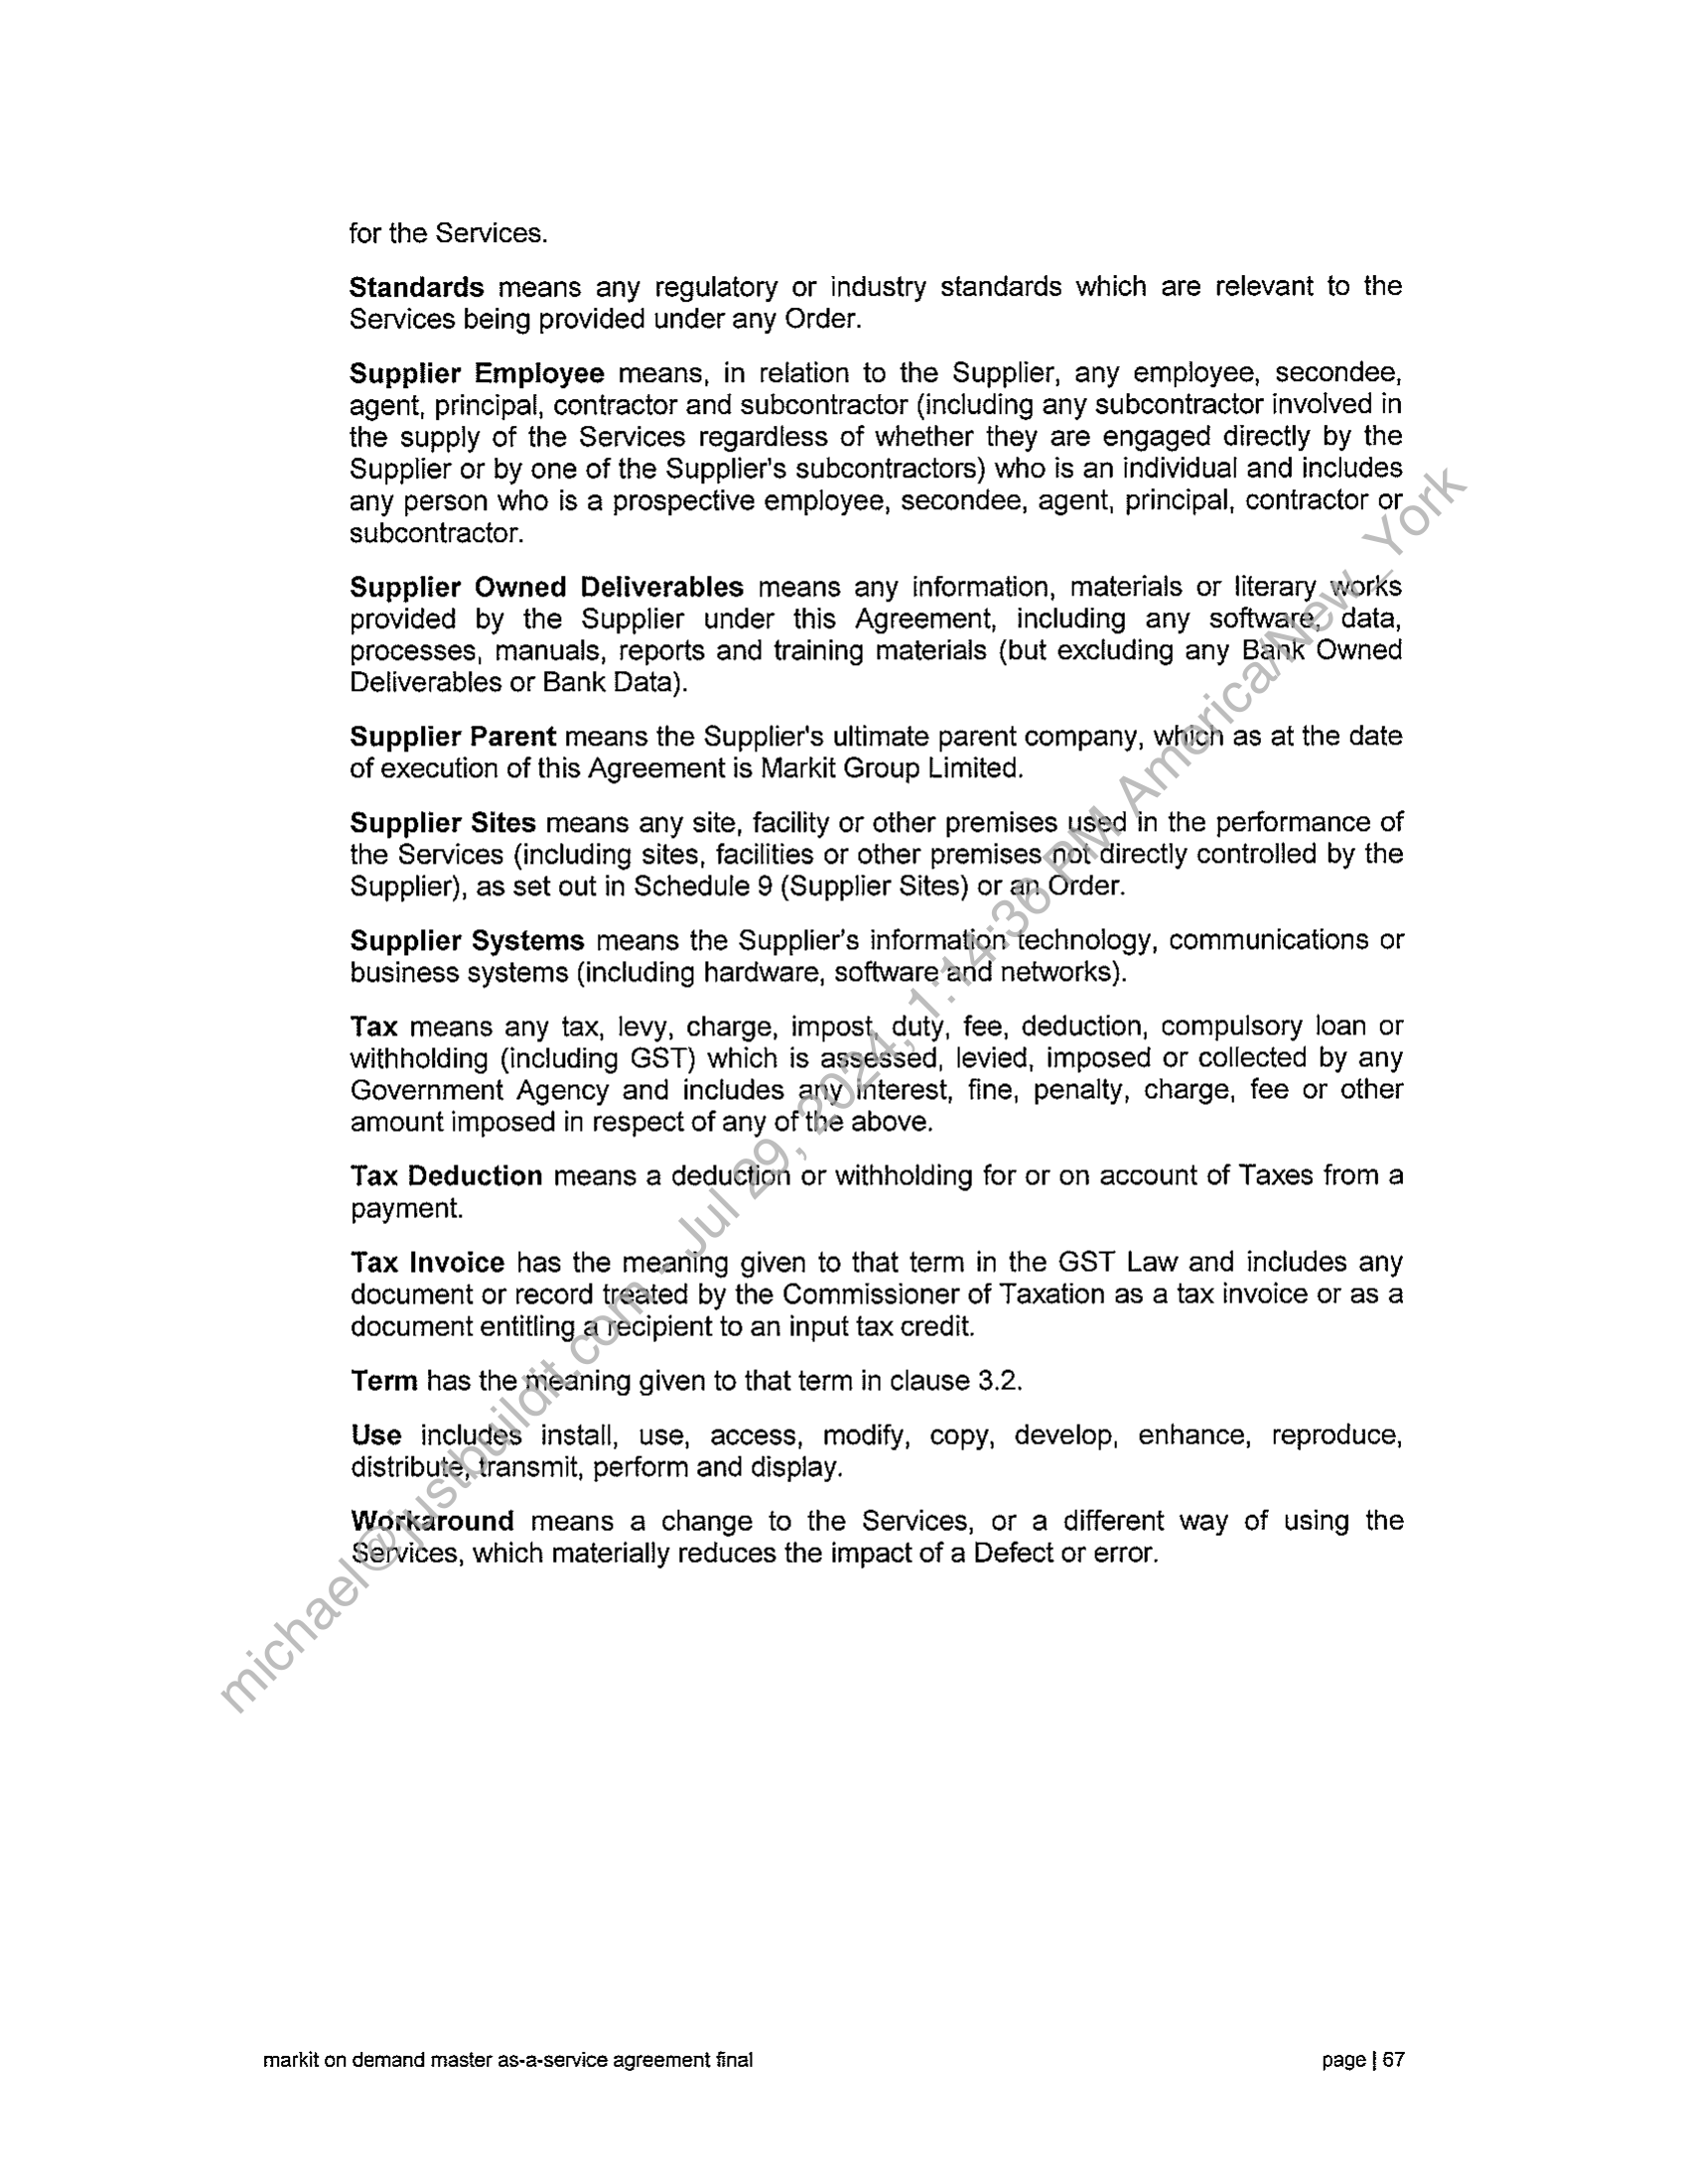 for the Services.
Standards means any regulatory or industry standards which are relevant to the
Services being provided under any Order.
Supplier Employee means, in relation to the Supplier, any employee, secondee,
agent, principal, contractor and subcontractor (including any subcontractor involved in
the supply of the Services regardless of whether they are engaged directly by the
Supplier or by one of the Supplier's subcontractors) who is an individual and includes
any person who is a prospective employee, secondee, agent, principal, contractor or
subcontractor.
Supplier Owned Deliverables means any information, materials or literary works
provided by the Supplier under this Agreement, including any software, data,
processes, manuals, reports and training materials (but excluding any Bank Owned
Deliverables or Bank Data).
Supplier Parent means the Supplier's ultimate parent company, which as at the date
of execution of this Agreement is Markit Group Limited.
Supplier Sites means any site, facility or other premises used in the performance of
the Services (including sites, facilities or other premises not directly controlled by the
Supplier), as set out in Schedule 9 (Supplier Sites) or an Order.
Supplier Systems means the Supplier's information technology, communications or
business systems (including hardware, software and networks).
Tax means any tax, levy, charge, impost, duty, fee, deduction, compulsory loan or
withholding (including GST) which is assessed, levied, imposed or collected by any
Government Agency and includes any interest, fine, penalty, charge, fee or other
amount imposed in respect of any of the above.
Tax Deduction means a deduction or withholding for or on account of Taxes from a
payment.
Tax Invoice has the meaning given to that term in the GST Law and includes any
document or record treated by the Commissioner of Taxation as a tax invoice or as a
document entitling a recipient to an input tax credit.
Term has the meaning given to that term in clause 3.2.
Use includes install, use, access, modify, copy, develop, enhance, reproduce,
distribute, transmit, perform and display.
Workaround means a change to the Services, or a different way of using the
Services, which materially reduces the impact of a Defect or error.
michael@justbuildit.com - Jul 29, 2024, 1:14:36 PM America/New_York
markit on demand master as-a-service agreement final
page | 67